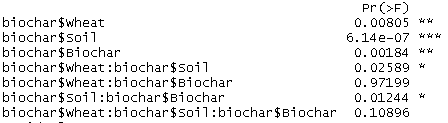 Pr(>F)
biochar$Wheat 0.00805 **
biochar$Soil 6.14e-07 ***
biochar$Biochar 0.00184 **
biochar$Wheat:biochar$Soil 0.02589 *
biochar$Wheat:biochar$Biochar 0.97199
biochar$Soil:biochar$Biochar 0.01244 *
biochar$Wheat:biochar$Soil:biochar$Biochar 0.10896